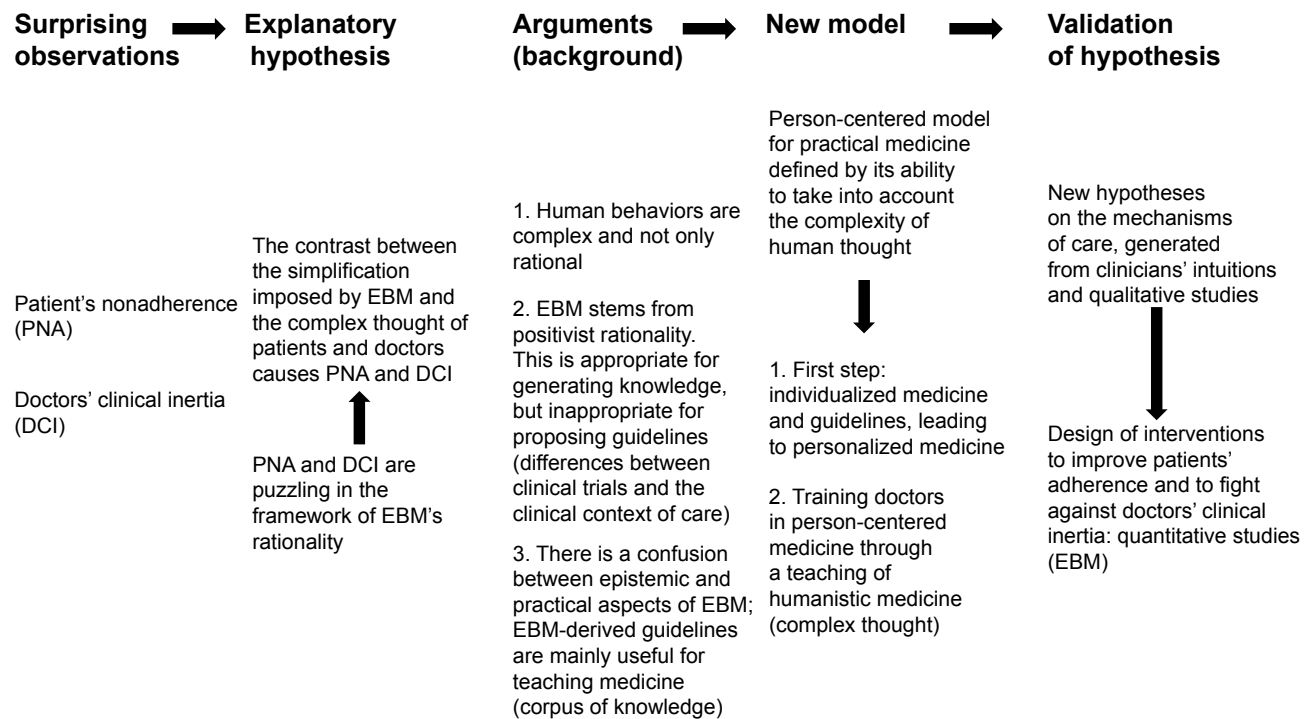 Surprising
observations
Explanatory
hypothesis
Arguments
(background)
New model
Validation
of hypothesis
Patient's nonadherence
(PNA)
Doctors' clinical inertia
(DCI)
The contrast between
the simplification
imposed by EBM and
the complex thought of
patients and doctors
causes PNA and DCI
PNA and DCI are
puzzling in the
framework of EBM's
rationality
1. Human behaviors are
complex and not only
rational
2. EBM stems from
positivist rationality.
This is appropriate for
generating knowledge,
but inappropriate for
proposing guidelines
(differences between
clinical trials and the
clinical context of care)
3. There is a confusion
between epistemic and
practical aspects of EBM;
EBM-derived guidelines
are mainly useful for
teaching medicine
(corpus of knowledge)
Person-centered model
for practical medicine
defined by its ability
to take into account
the complexity of
human thought
1. First step:
individualized medicine
and guidelines, leading
to personalized medicine
2. Training doctors
in person-centered
medicine through
a teaching of
humanistic medicine
(complex thought)
New hypotheses
on the mechanisms
of care, generated
from clinicians' intuitions
and qualitative studies
Design of interventions
to improve patients'
adherence and to fight
against doctors' clinical
inertia: quantitative studies
(EBM)